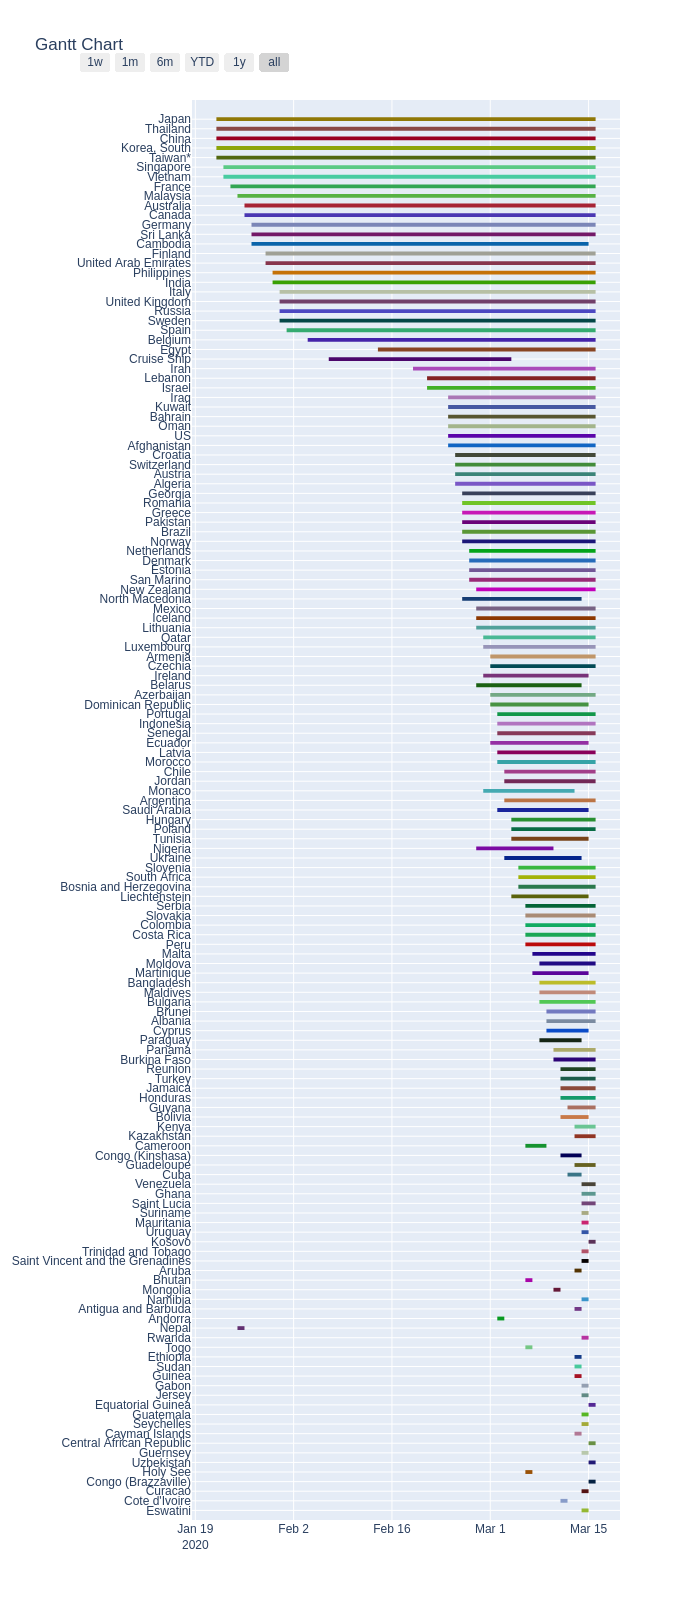 Gantt Chart
1w 1m 6m YTD 1y all
Japan
Thailand
China
Korea, South
Taiwan*
Singapore
Vietnam
France
Malaysia
Australia
Canada
Germany
Sri Lanka
Cambodia
Finland
United Arab Emirates
Philippines
India
Italy
United Kingdom
Russia
Sweden
Spain
Belgium
Egypt
Cruise Ship
Iran
Lebanon
Israel
Iraq
Kuwait
Bahrain
Oman
US
Afghanistan
Croatia
Switzerland
Austria
Algeria
Georgia
Romania
Greece
Pakistan
Brazil
Norway
Netherlands
Denmark
Estonia
San Marino
New Zealand
North Macedonia
Mexico
Iceland
Lithuania
Qatar
Luxembourg
Armenia
Czechia
Ireland
Belarus
Azerbaijan
Dominican Republic
Portugal
Indonesia
Senegal
Ecuador
Latvia
Morocco
Chile
Jordan
Monaco
Argentina
Saudi Arabia
Hungary
Poland
Tunisia
Nigeria
Ukraine
Slovenia
South Africa
Bosnia and Herzegovina
Liechtenstein
Serbia
Slovakia
Colombia
Costa Rica
Peru
Malta
Moldova
Martinique
Bangladesh
Maldives
Bulgaria
Brunei
Albania
Cyprus
Paraguay
Panama
Burkina Faso
Reunion
Turkey
Jamaica
Honduras
Guyana
Bolivia
Kenya
Kazakhstan
Cameroon
Congo (Kinshasa)
Guadeloupe
Cuba
Venezuela
Ghana
Saint Lucia
Suriname
Mauritania
Uruguay
Kosovo
Trinidad and Tobago
Saint Vincent and the Grenadines
Aruba
Bhutan
Mongolia
Namibia
Antigua and Barbuda
Andorra
Nepal
Rwanda
Togo
Ethiopia
Sudan
Guinea
Gabon
Jersey
Equatorial Guinea
Guatemala
Seychelles
Cayman Islands
Central African Republic
Guernsey
Uzbekistan
Holy See
Congo (Brazzaville)
Curacao
Cote d'Ivoire
Eswatini
Jan 19 Feb 2 Feb 16 Mar 1 Mar 15
2020